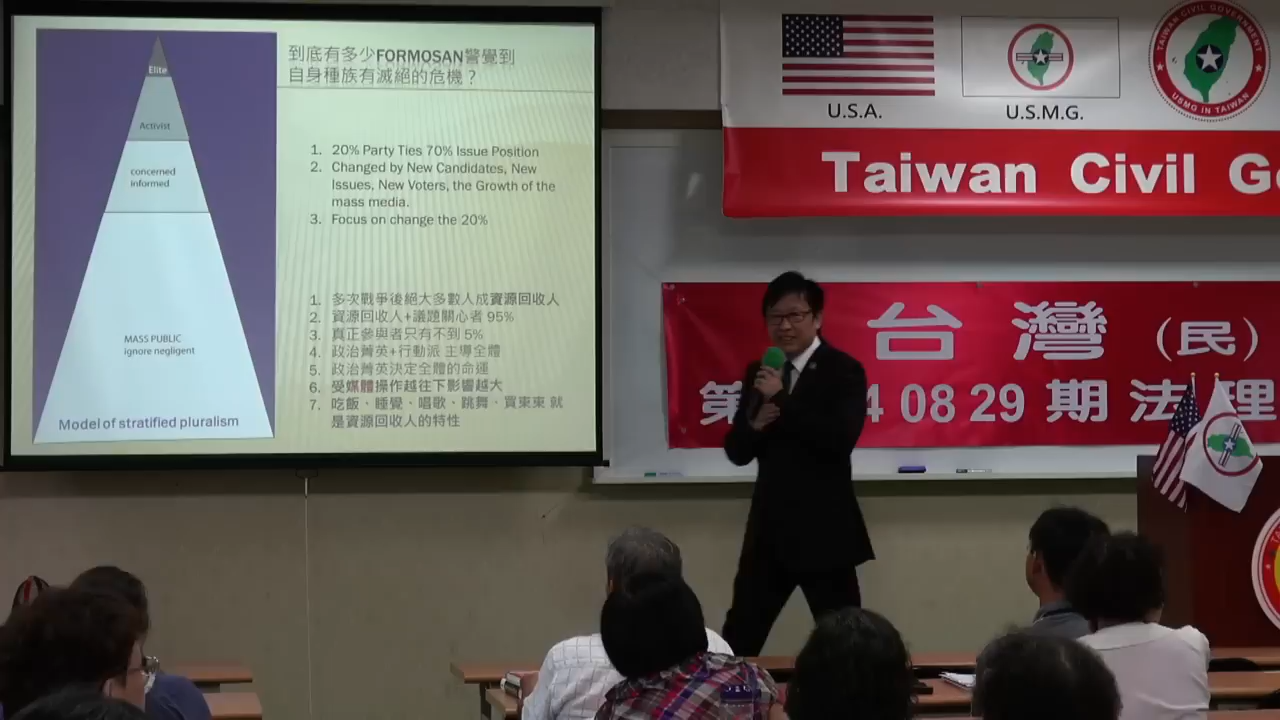 到底有多少FORMOSAN警覺到
自身種族有滅絕的危機？
Elite
Activist
concerned
informed
MASS PUBLIC
ignore negligent
Model of stratified pluralism
1. 20% Party Ties 70% Issue Position
2. Changed by New Candidates, New
Issues, New Voters, the Growth of the
mass media.
3. Focus on change the 20%
1. 多次戰爭後絕大多數人成資源回收人
2. 資源回收人+議題關心者 95%
3. 真正參與者只有不到 5%
4. 政治菁英+行動派 主導全體
5. 政治菁英決定全體的命運
6. 受媒體操作越往下影響越大
7. 吃飯、睡覺、唱歌、跳舞、買東東 就
是資源回收人的特性
U.S.A.
U.S.M.G.
TAIWAN CIVIL GOVERNMENT
USMG IN TAIWAN
Taiwan Civil G
台灣(民)
第 4 08 29 期 法理